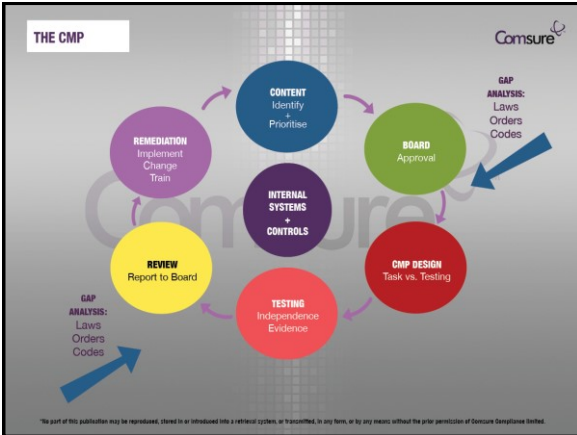 THE CMP
Comsure
CONTENT
Identify
+
Prioritise
GAP
ANALYSIS:
Laws
Orders
Codes
REMEDIATION
Implement
Change
Train
BOARD
Approval
INTERNAL
SYSTEMS
+
CONTROLS
Comsure
REVIEW
Report to Board
CMP DESIGN
Task vs. Testing
TESTING
Independence
Evidence
GAP
ANALYSIS:
Laws
Orders
Codes
"No part of this publication may be reproduced, stored in or introduced into a retrieval system, or transmitted, in any form, or by any means without the prior permission of Comsure Compliance limited.